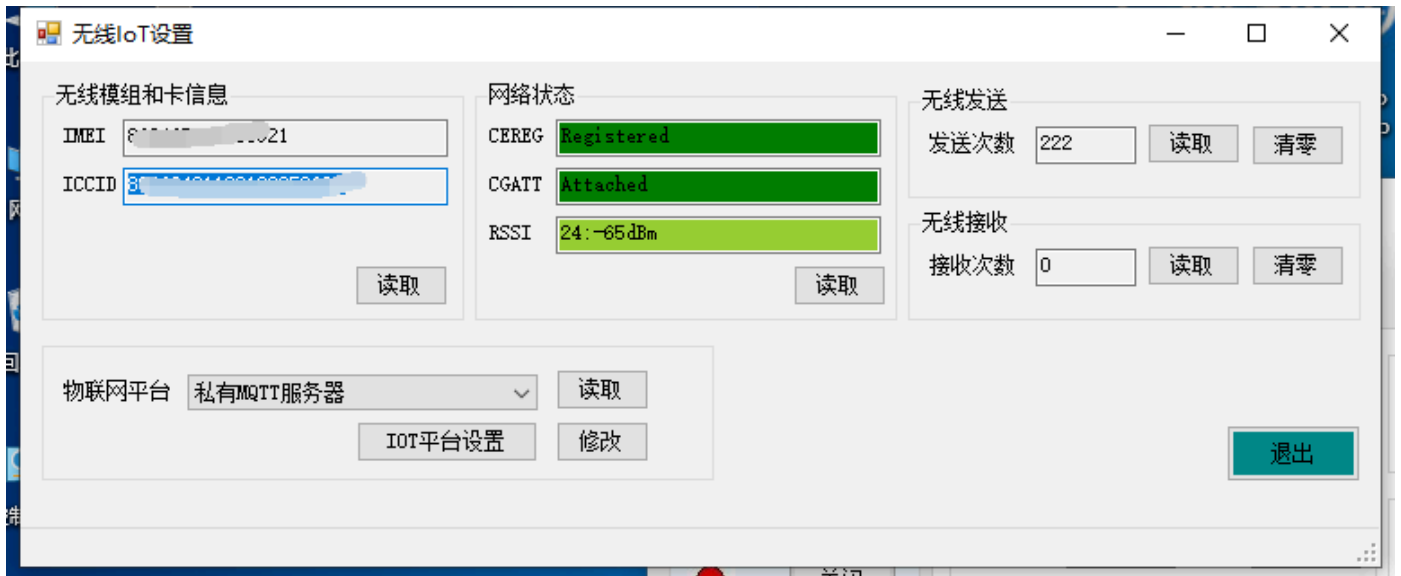 无线IoT设置
无线模组和卡信息
IMEI
ICCID
读取
网络状态
CEREG Registered
CGATT Attached
RSSI 24:-65dBm
读取
无线发送
发送次数 222 读取 清零
无线接收
接收次数 0 读取 清零
物联网平台 私有MQTT服务器 读取
IOT平台设置 修改
退出